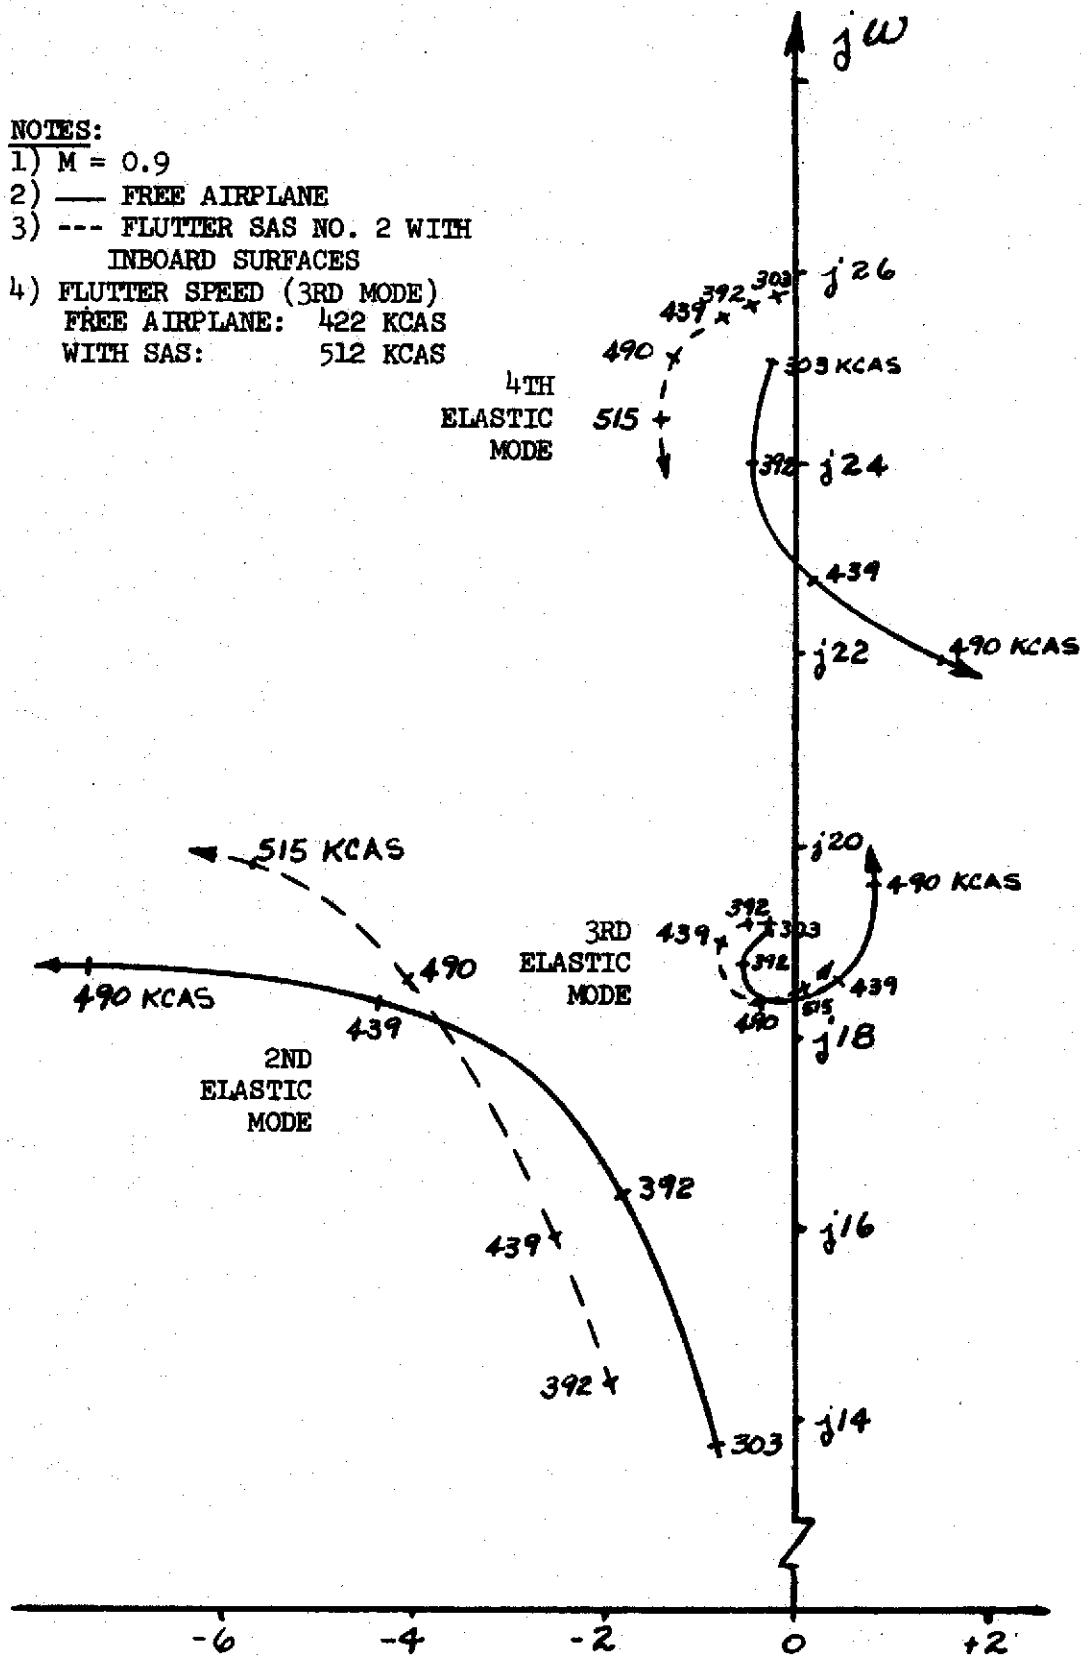 jω
NOTES:
1) M = 0.9
2) — FREE AIRPLANE
3) --- FLUTTER SAS NO. 2 WITH
INBOARD SURFACES
4) FLUTTER SPEED (3RD MODE)
FREE AIRPLANE: 422 KCAS
WITH SAS: 512 KCAS
j26
303
392
439
490
303 KCAS
4TH
ELASTIC
MODE
515
392
j24
439
j22
490 KCAS
j20
515 KCAS
490 KCAS
392
303
439
3RD
ELASTIC
MODE
392
490
439
515
490
j18
490 KCAS
439
2ND
ELASTIC
MODE
392
j16
439
392
j14
303
-6
-4
-2
0
+2